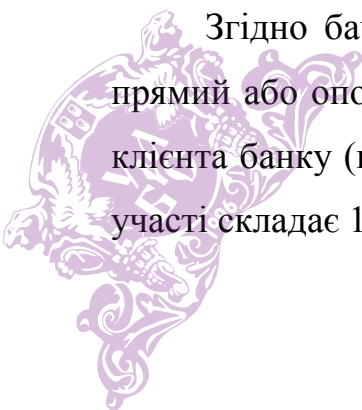 Згідно ба
прямий або опо
клієнта банку (
участі складає 1